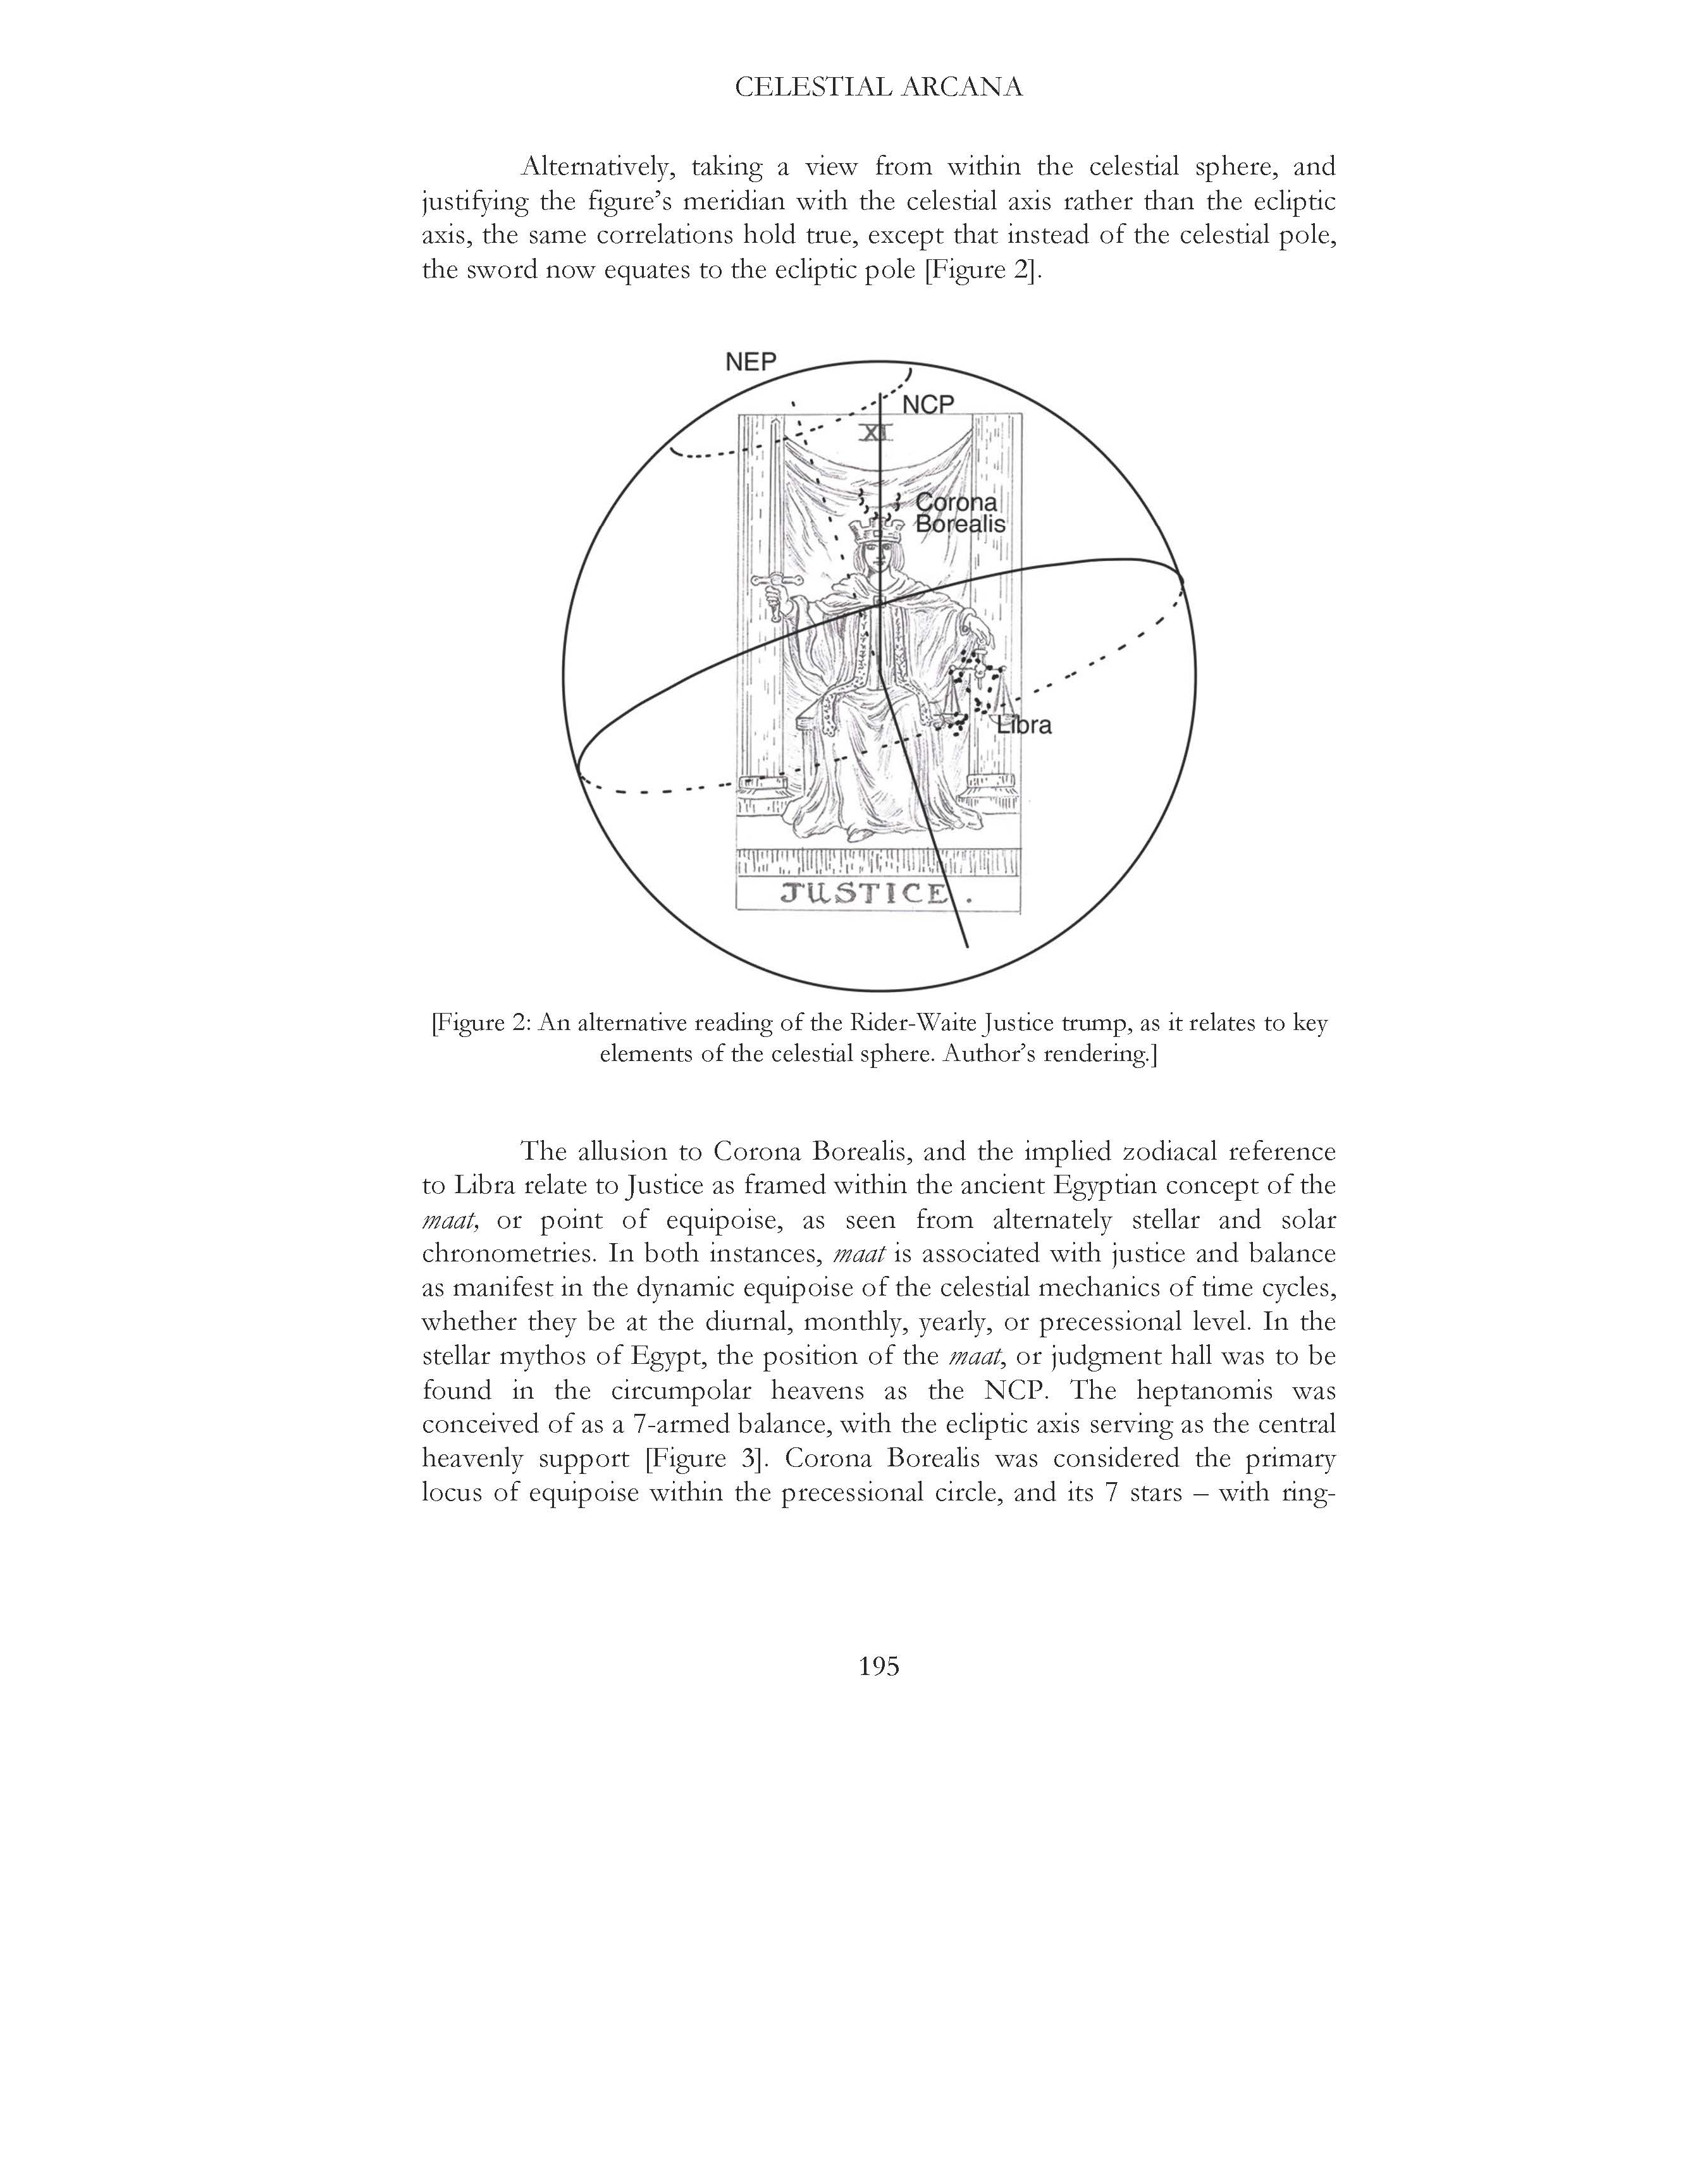 CELESTIAL ARCANA
Alternatively, taking a view from within the celestial sphere, and
justifying the figure's meridian with the celestial axis rather than the ecliptic
axis, the same correlations hold true, except that instead of the celestial pole,
the sword now equates to the ecliptic pole [Figure 2].
NEP
NCP
XI
Corona
Borealis
Libra
JUSTICE.
[Figure 2: An alternative reading of the Rider-Waite Justice trump, as it relates to key
elements of the celestial sphere. Author's rendering.]
The allusion to Corona Borealis, and the implied zodiacal reference
to Libra relate to Justice as framed within the ancient Egyptian concept of the
maat, or point of equipoise, as seen from alternately stellar and solar
chronometries. In both instances, maat is associated with justice and balance
as manifest in the dynamic equipoise of the celestial mechanics of time cycles,
whether they be at the diurnal, monthly, yearly, or precessional level. In the
stellar mythos of Egypt, the position of the maat, or judgment hall was to be
found in the circumpolar heavens as the NCP. The heptanomis was
conceived of as a 7-armed balance, with the ecliptic axis serving as the central
heavenly support [Figure 3]. Corona Borealis was considered the primary
locus of equipoise within the precessional circle, and its 7 stars – with ring-
195